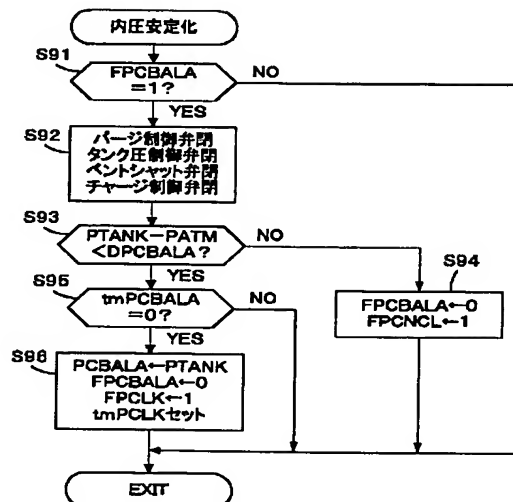 内圧安定化
S91
FPCBALA
=1?
NO
YES
S92
パージ制御弁閉
タンク圧制御弁閉
ベントシャット弁閉
チャージ制御弁閉
S93
PTANK−PATM
<DPCBALA?
NO
YES
S94
FPCBALA←0
FPCNCL←1
S95
tmPCBALA
=0?
NO
YES
S96
PCBALA←PTANK
FPCBALA←0
FPCLK←1
tmPCLKセット
EXIT